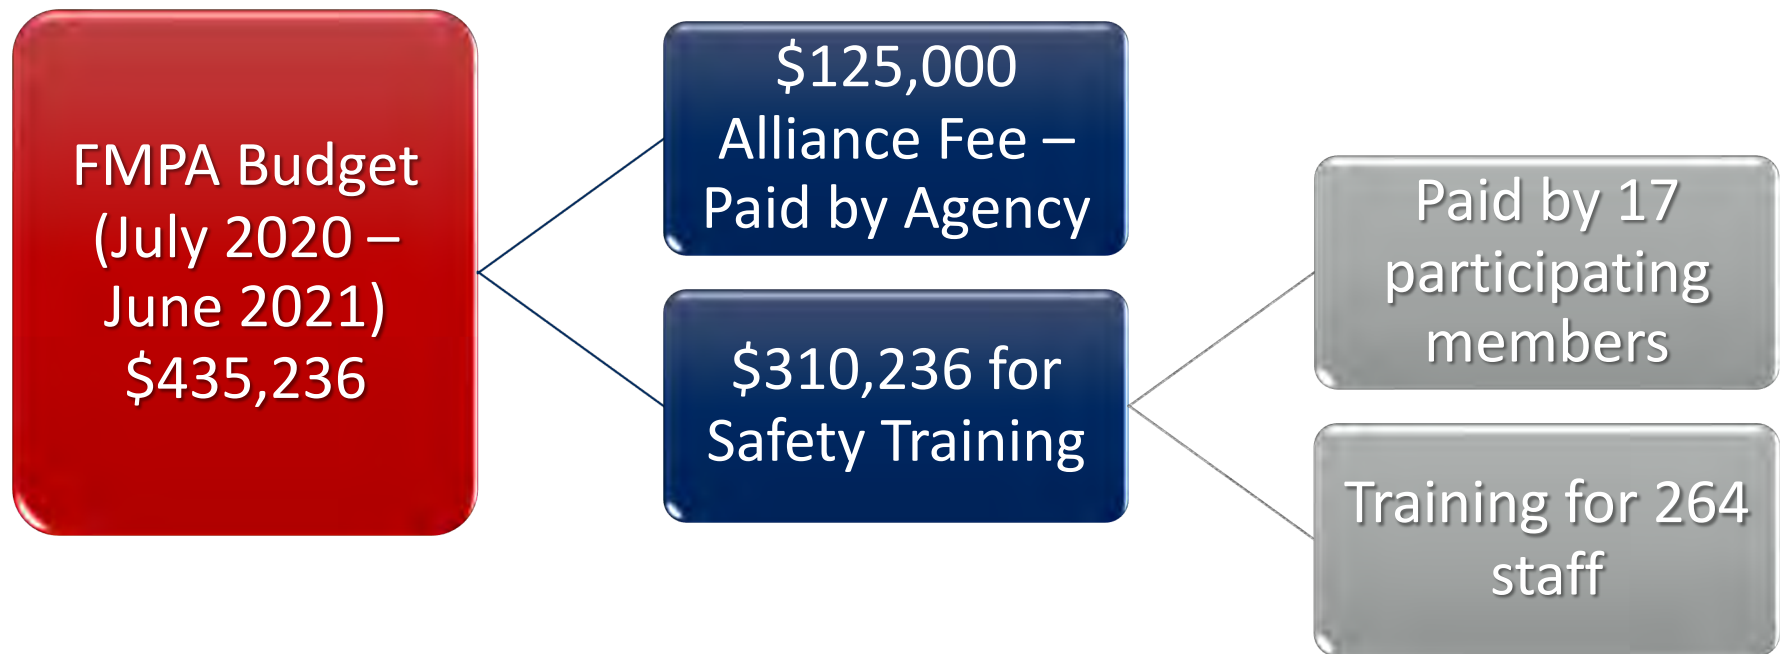 FMPA Budget
(July 2020 –
June 2021)
$435,236
$125,000
Alliance Fee –
Paid by Agency
$310,236 for
Safety Training
Paid by 17
participating
members
Training for 264
staff